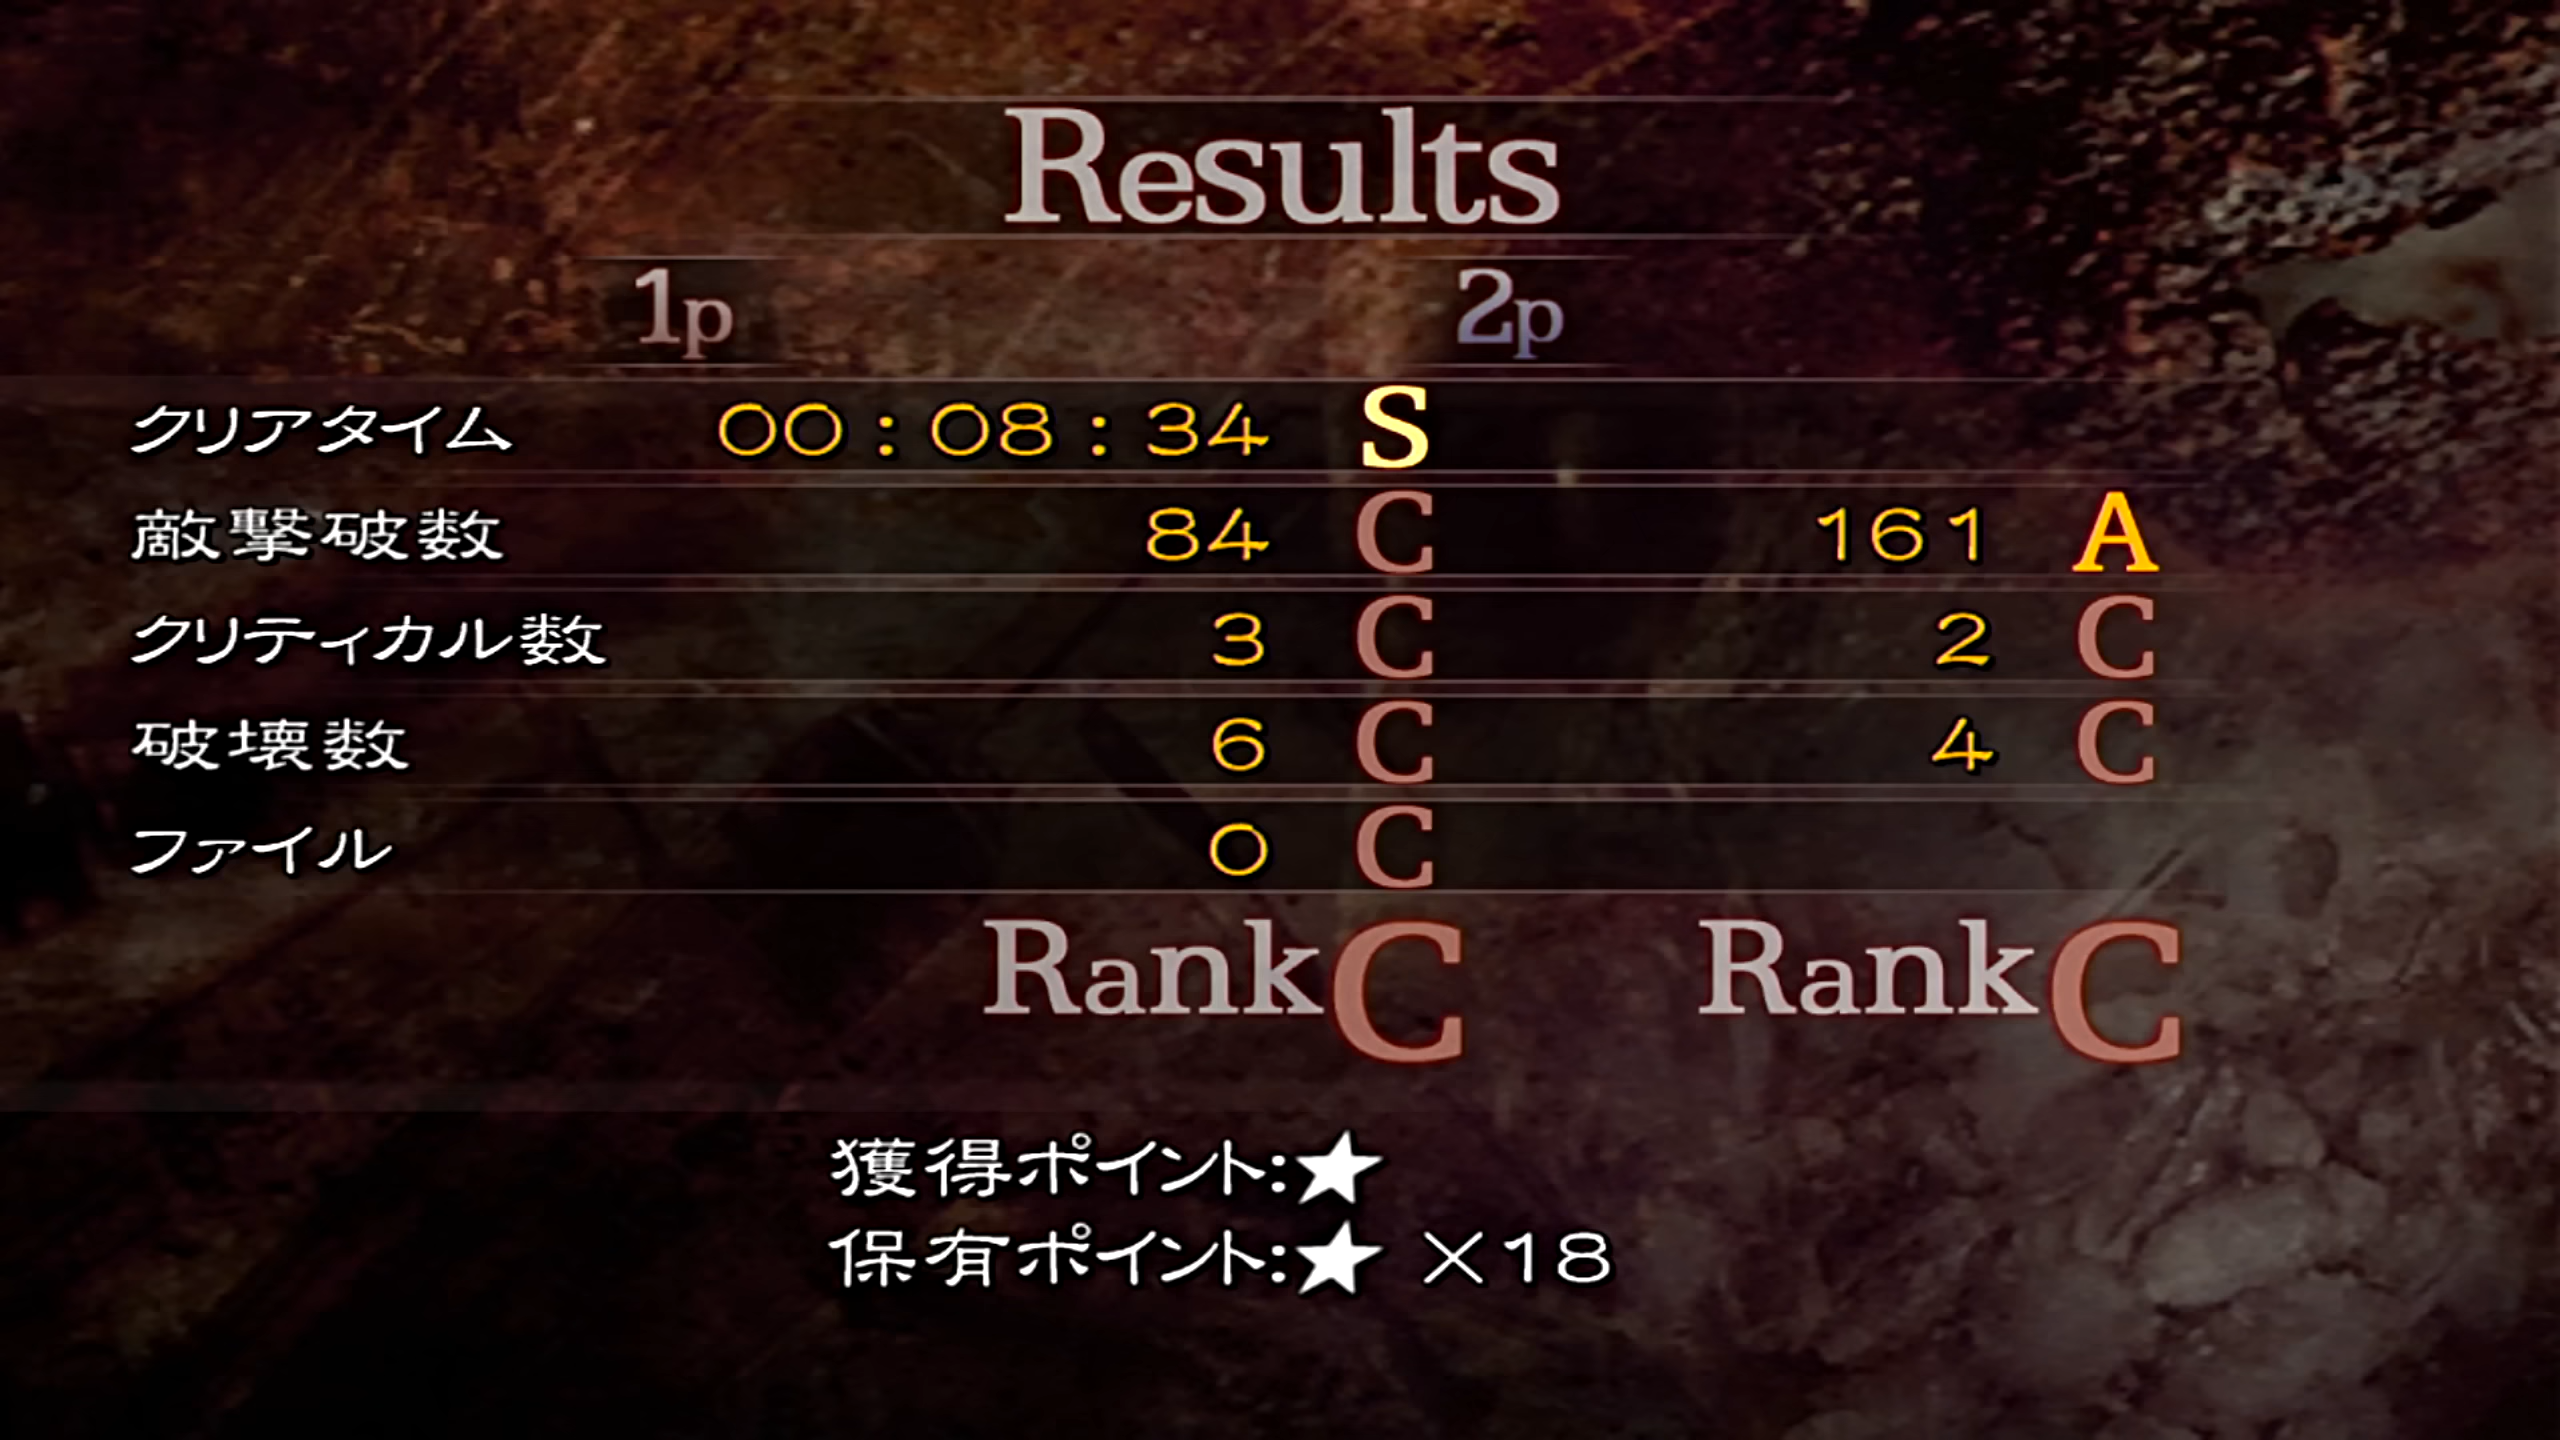 Results
1p 2p
クリアタイム 00:08:34 S
敵撃破数 84 C 161 A
クリティカル数 3 C 2 C
破壊数 6 C 4 C
ファイル 0 C
Rank C Rank C
獲得ポイント:★
保有ポイント:★ ×18